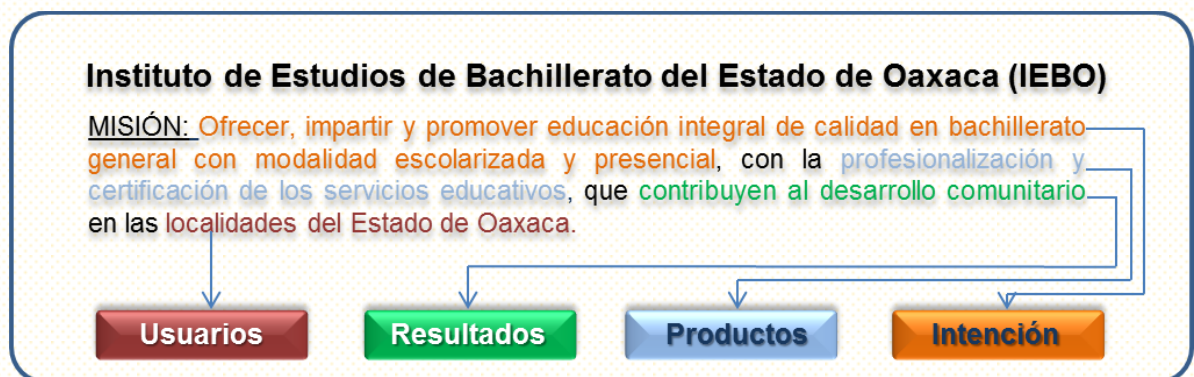 Instituto de Estudios de Bachillerato del Estado de Oaxaca (IEBO)
MISIÓN: Ofrecer, impartir y promover educación integral de calidad en bachillerato
general con modalidad escolarizada y presencial, con la profesionalización y
certificación de los servicios educativos, que contribuyen al desarrollo comunitario
en las localidades del Estado de Oaxaca.
Usuarios
Resultados
Productos
Intención